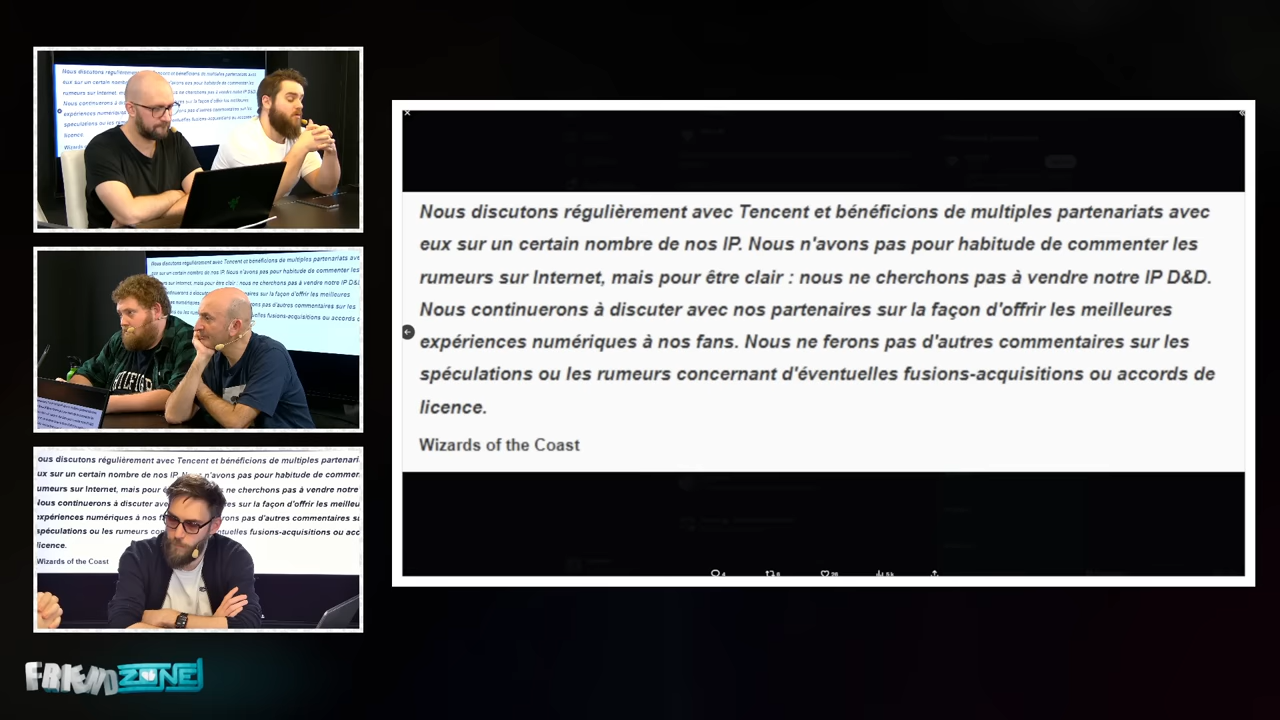 Nous discutons régulièrement avec Tencent et bénéficions de multiples partenariats avec
eux sur un certain nombre de nos IP. Nous n'avons pas pour habitude de commenter les
rumeurs sur Internet, mais pour être clair : nous ne cherchons pas à vendre notre IP D&D.
Nous continuerons à discuter avec nos partenaires sur la façon d'offrir les meilleures
expériences numériques à nos fans. Nous ne ferons pas d'autres commentaires sur les
spéculations ou les rumeurs concernant d'éventuelles fusions-acquisitions ou accords de
licence.
Wizards of the Coast
FRIENDZONE